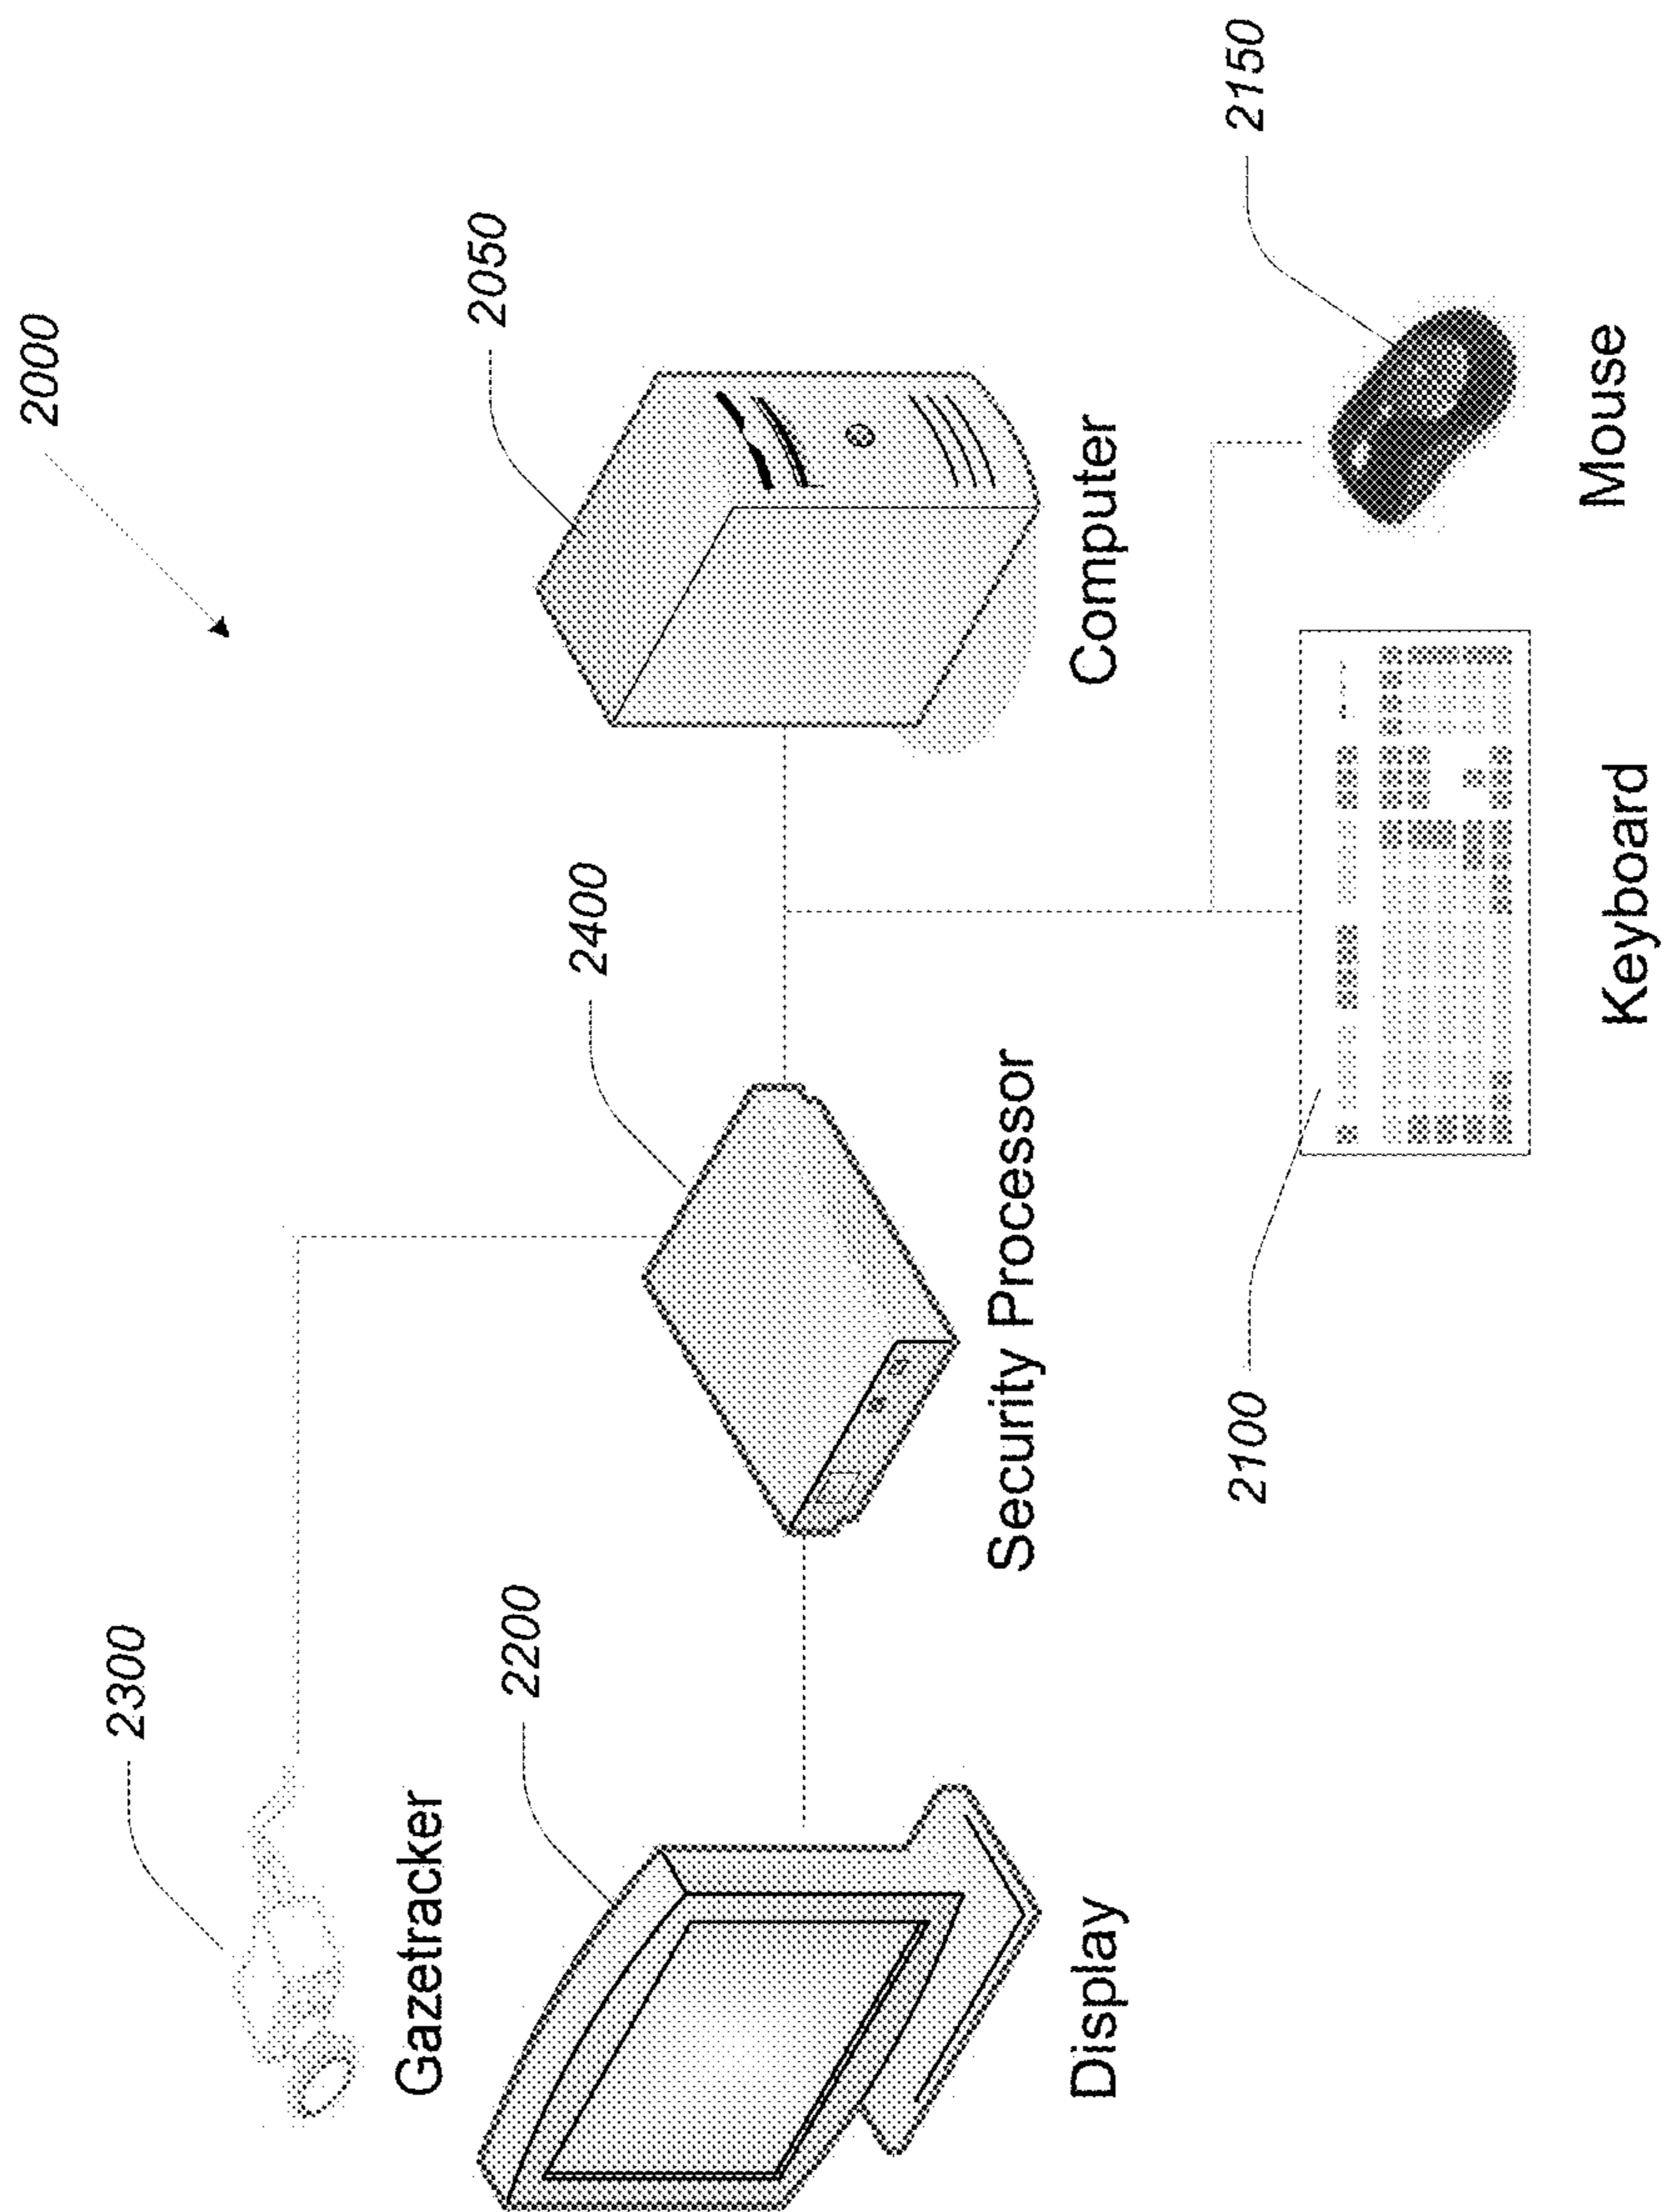 2000
2300
Gazetracker
2050
2200
2400
Display
Security Processor
Computer
2150
2100
Keyboard
Mouse